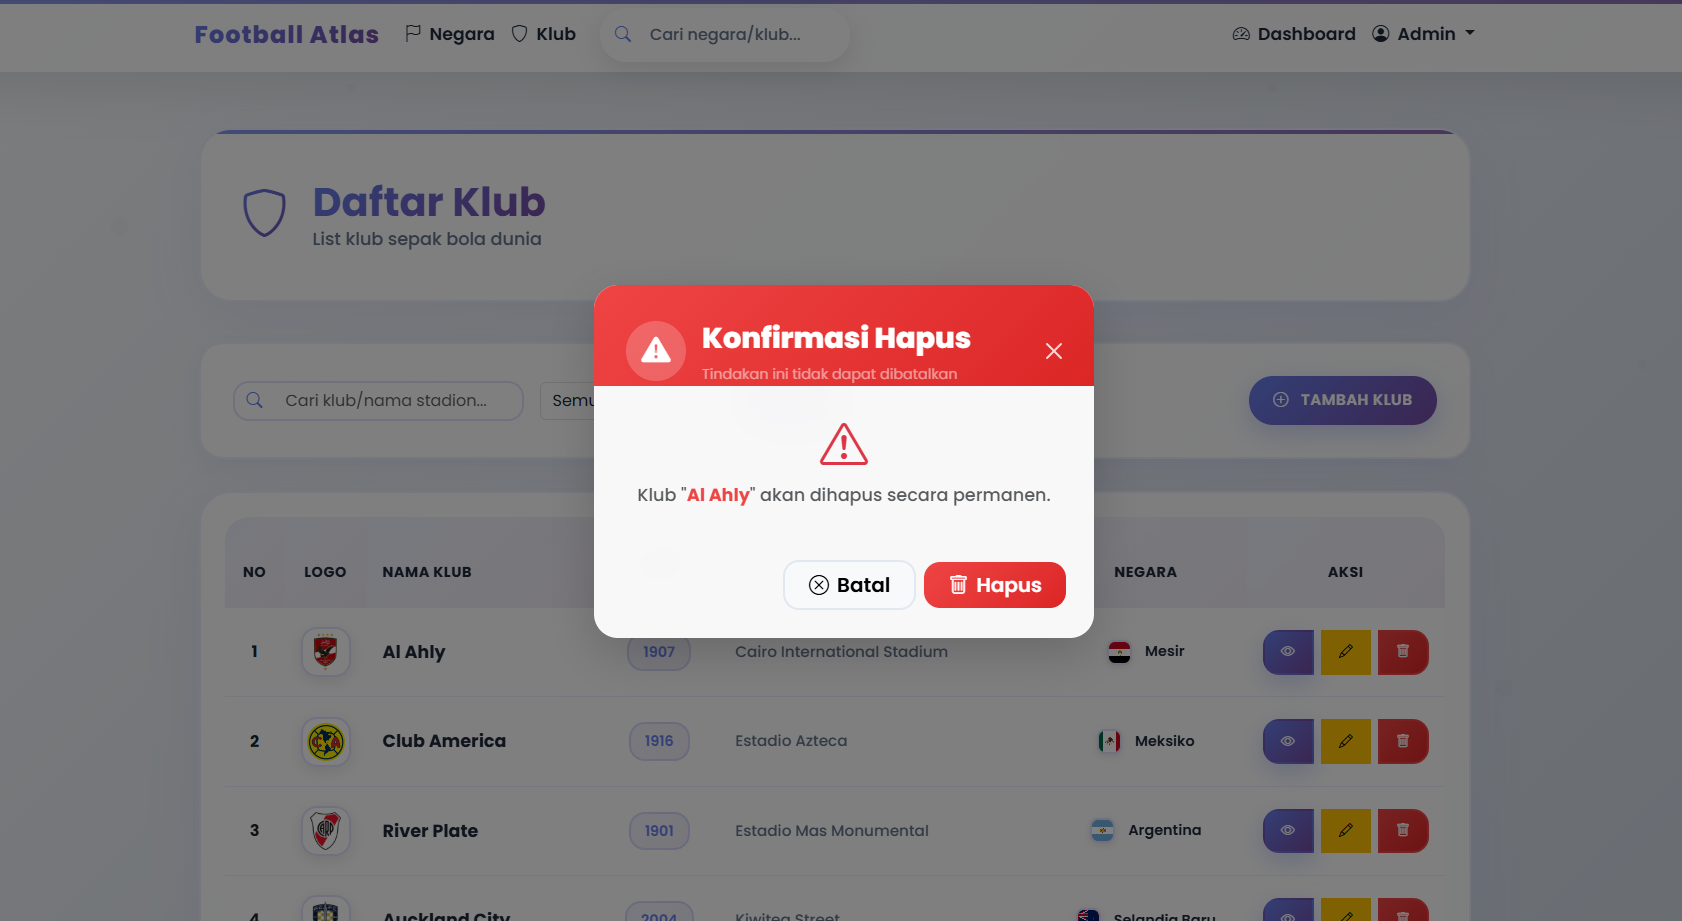 Football Atlas Negara Klub Cari negara/klub... Dashboard Admin
Daftar Klub
List klub sepak bola dunia
Konfirmasi Hapus
Tindakan ini tidak dapat dibatalkan
Cari klub/nama stadion... Semu TAMBAH KLUB
Klub "Al Ahly" akan dihapus secara permanen.
Batal Hapus
NO LOGO NAMA KLUB NEGARA AKSI
1 Al Ahly 1907 Cairo International Stadium Mesir
2 Club America 1916 Estadio Azteca Meksiko
3 River Plate 1901 Estadio Mas Monumental Argentina
4 Auckland City 2004 Kiwitea Street Selandia Baru